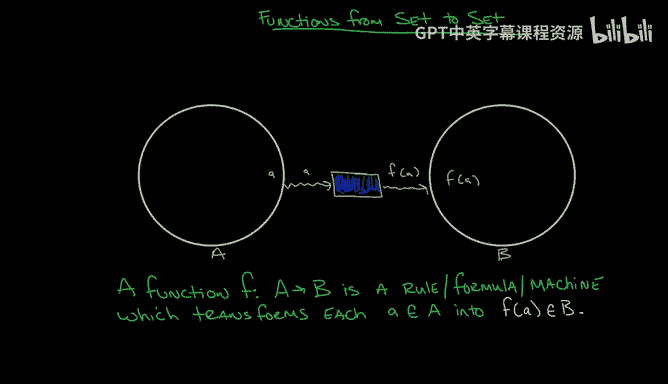 Functions from Set to Set
GPT中英字幕课程资源 bilibili
a a f(a) f(a)
A B
A function f: A→B is a rule/formula/machine
which transforms each a ∈ A into f(a) ∈ B.